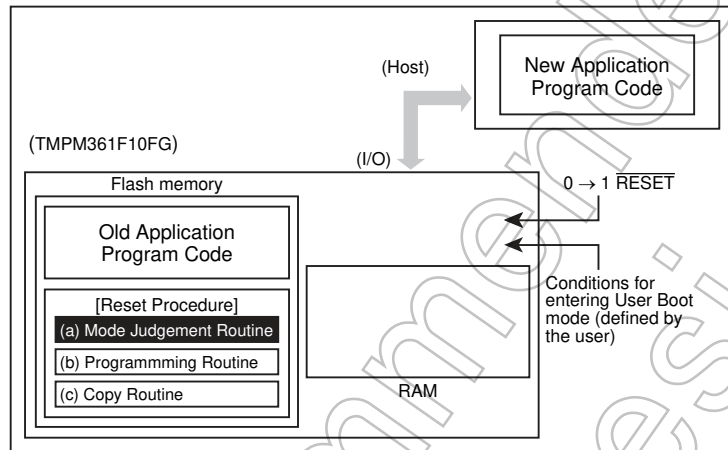 New Application
Program Code
(Host)
(TMPM361F10FG)
(I/O)
Flash memory
0 → 1 RESET
Old Application
Program Code
[Reset Procedure]
(a) Mode Judgement Routine
(b) Programmming Routine
(c) Copy Routine
RAM
Conditions for
entering User Boot
mode (defined by
the user)